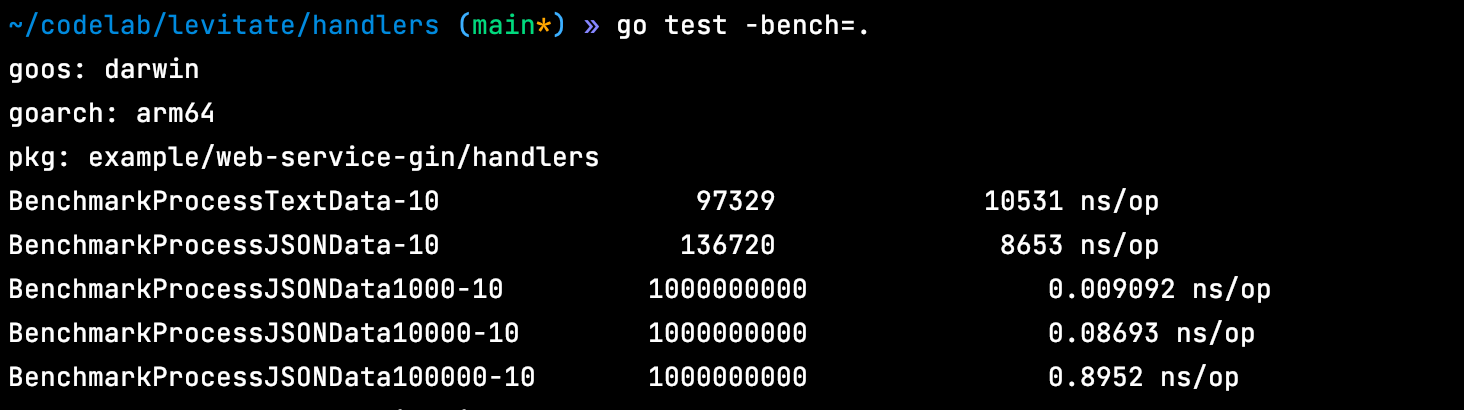 ~/codelab/levitate/handlers (main*) » go test -bench=.
goos: darwin
goarch: arm64
pkg: example/web-service-gin/handlers
BenchmarkProcessTextData-10 97329 10531 ns/op
BenchmarkProcessJSONData-10 136720 8653 ns/op
BenchmarkProcessJSONData1000-10 1000000000 0.009092 ns/op
BenchmarkProcessJSONData10000-10 1000000000 0.08693 ns/op
BenchmarkProcessJSONData100000-10 1000000000 0.8952 ns/op